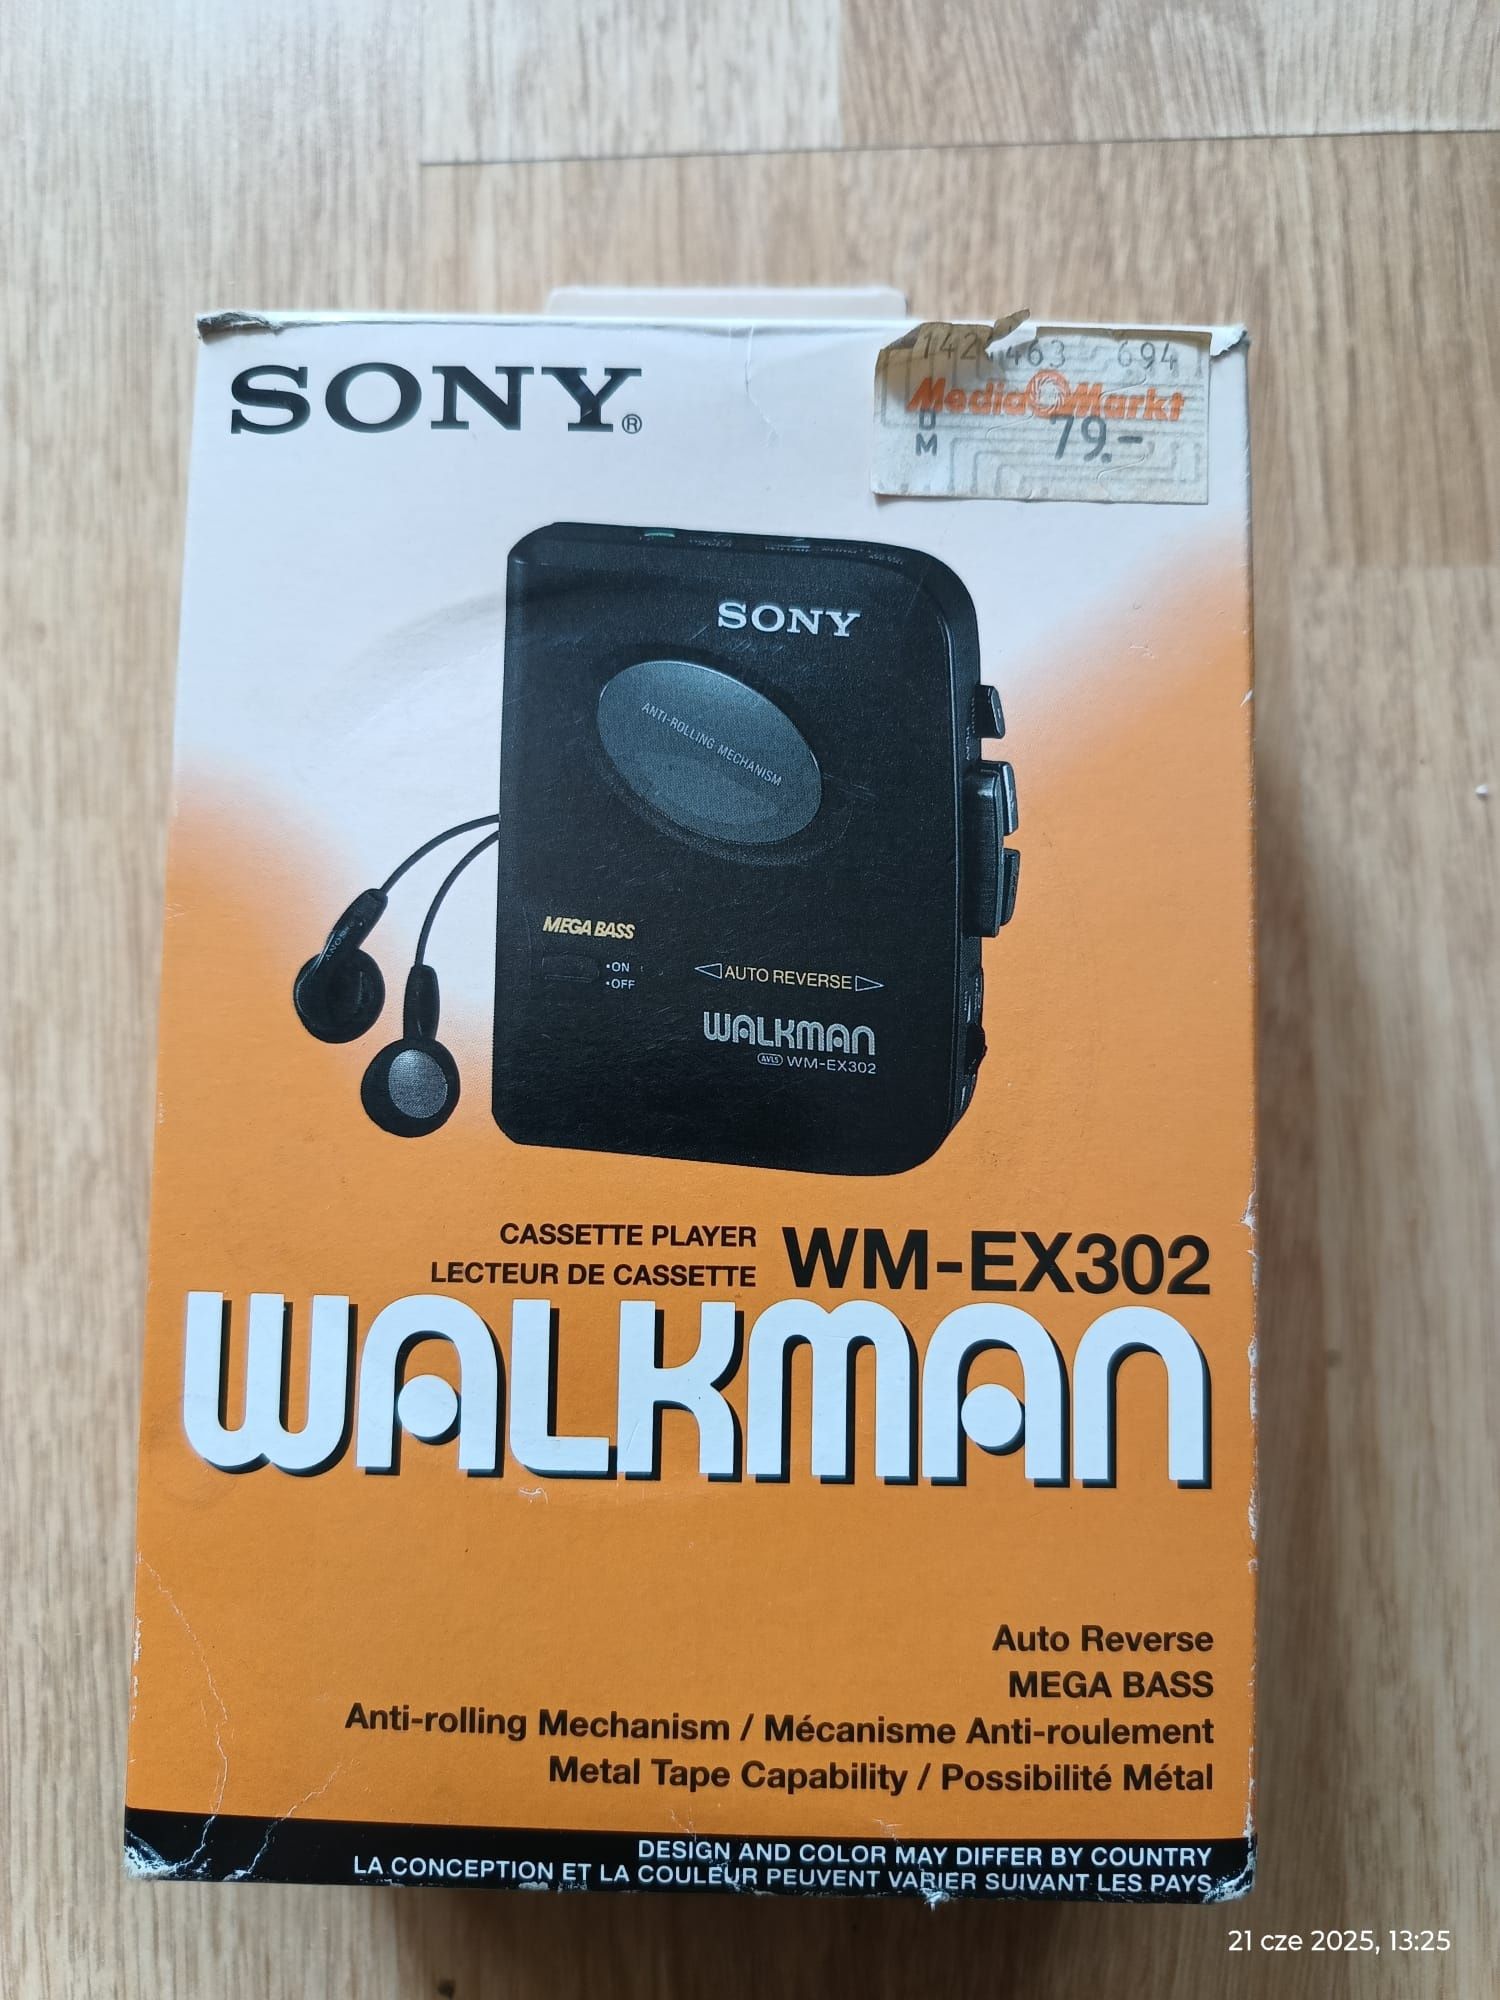 SONY®
142 463 694
Media Markt
DM 79.-
SONY
ANTI-ROLLING MECHANISM
SONY
MEGA BASS
•ON
•OFF
AUTO REVERSE
WALKMAN
AVLS WM-EX302
CASSETTE PLAYER
LECTEUR DE CASSETTE
WM-EX302
WALKMAN
Auto Reverse
MEGA BASS
Anti-rolling Mechanism / Mécanisme Anti-roulement
Metal Tape Capability / Possibilité Métal
DESIGN AND COLOR MAY DIFFER BY COUNTRY
LA CONCEPTION ET LA COULEUR PEUVENT VARIER SUIVANT LES PAYS
21 cze 2025, 13:25